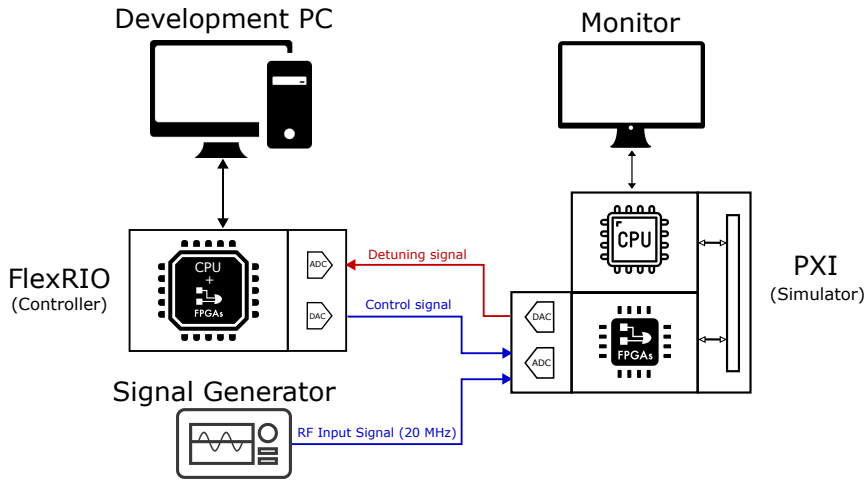 Development PC
Monitor
FlexRIO
(Controller)
CPU
+
FPGAs
ADC
DAC
Detuning signal
Control signal
CPU
DAC
ADC
FPGAs
PXI
(Simulator)
Signal Generator
RF Input Signal (20 MHz)